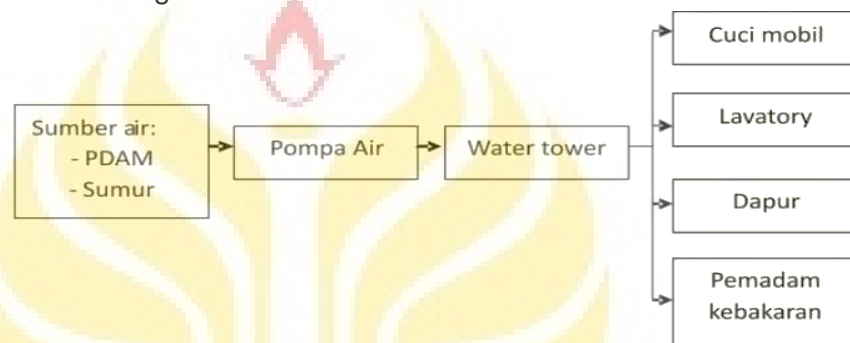 Cuci mobil
Sumber air:
- PDAM
- Sumur
Pompa Air
Water tower
Lavatory
Dapur
Pemadam
kebakaran